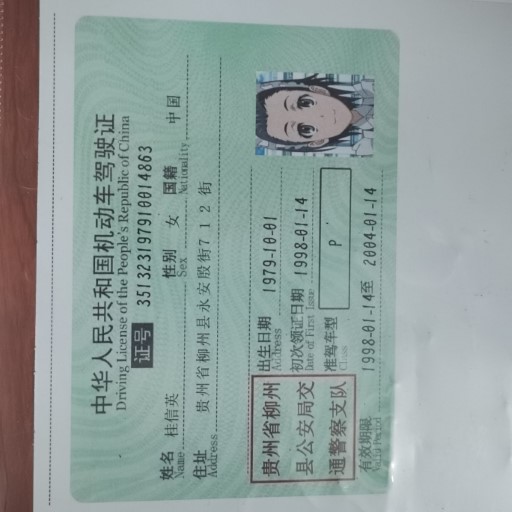 中华人民共和国机动车驾驶证
Driving License of the People's Republic of China
证号 351323197910014863
姓名 桂信英 性别 女 国籍 中国
Name Sex Nationality
住址 贵州省柳州县永安殷街712 街
Address
出生日期 1979-10-01
Address
初次领证日期 1998-01-14
Date of First Issue
准驾车型 P
Class
贵州省柳州
县公安局交
通警察支队
有效期限 1998-01-14至 2004-01-14
Valid Period